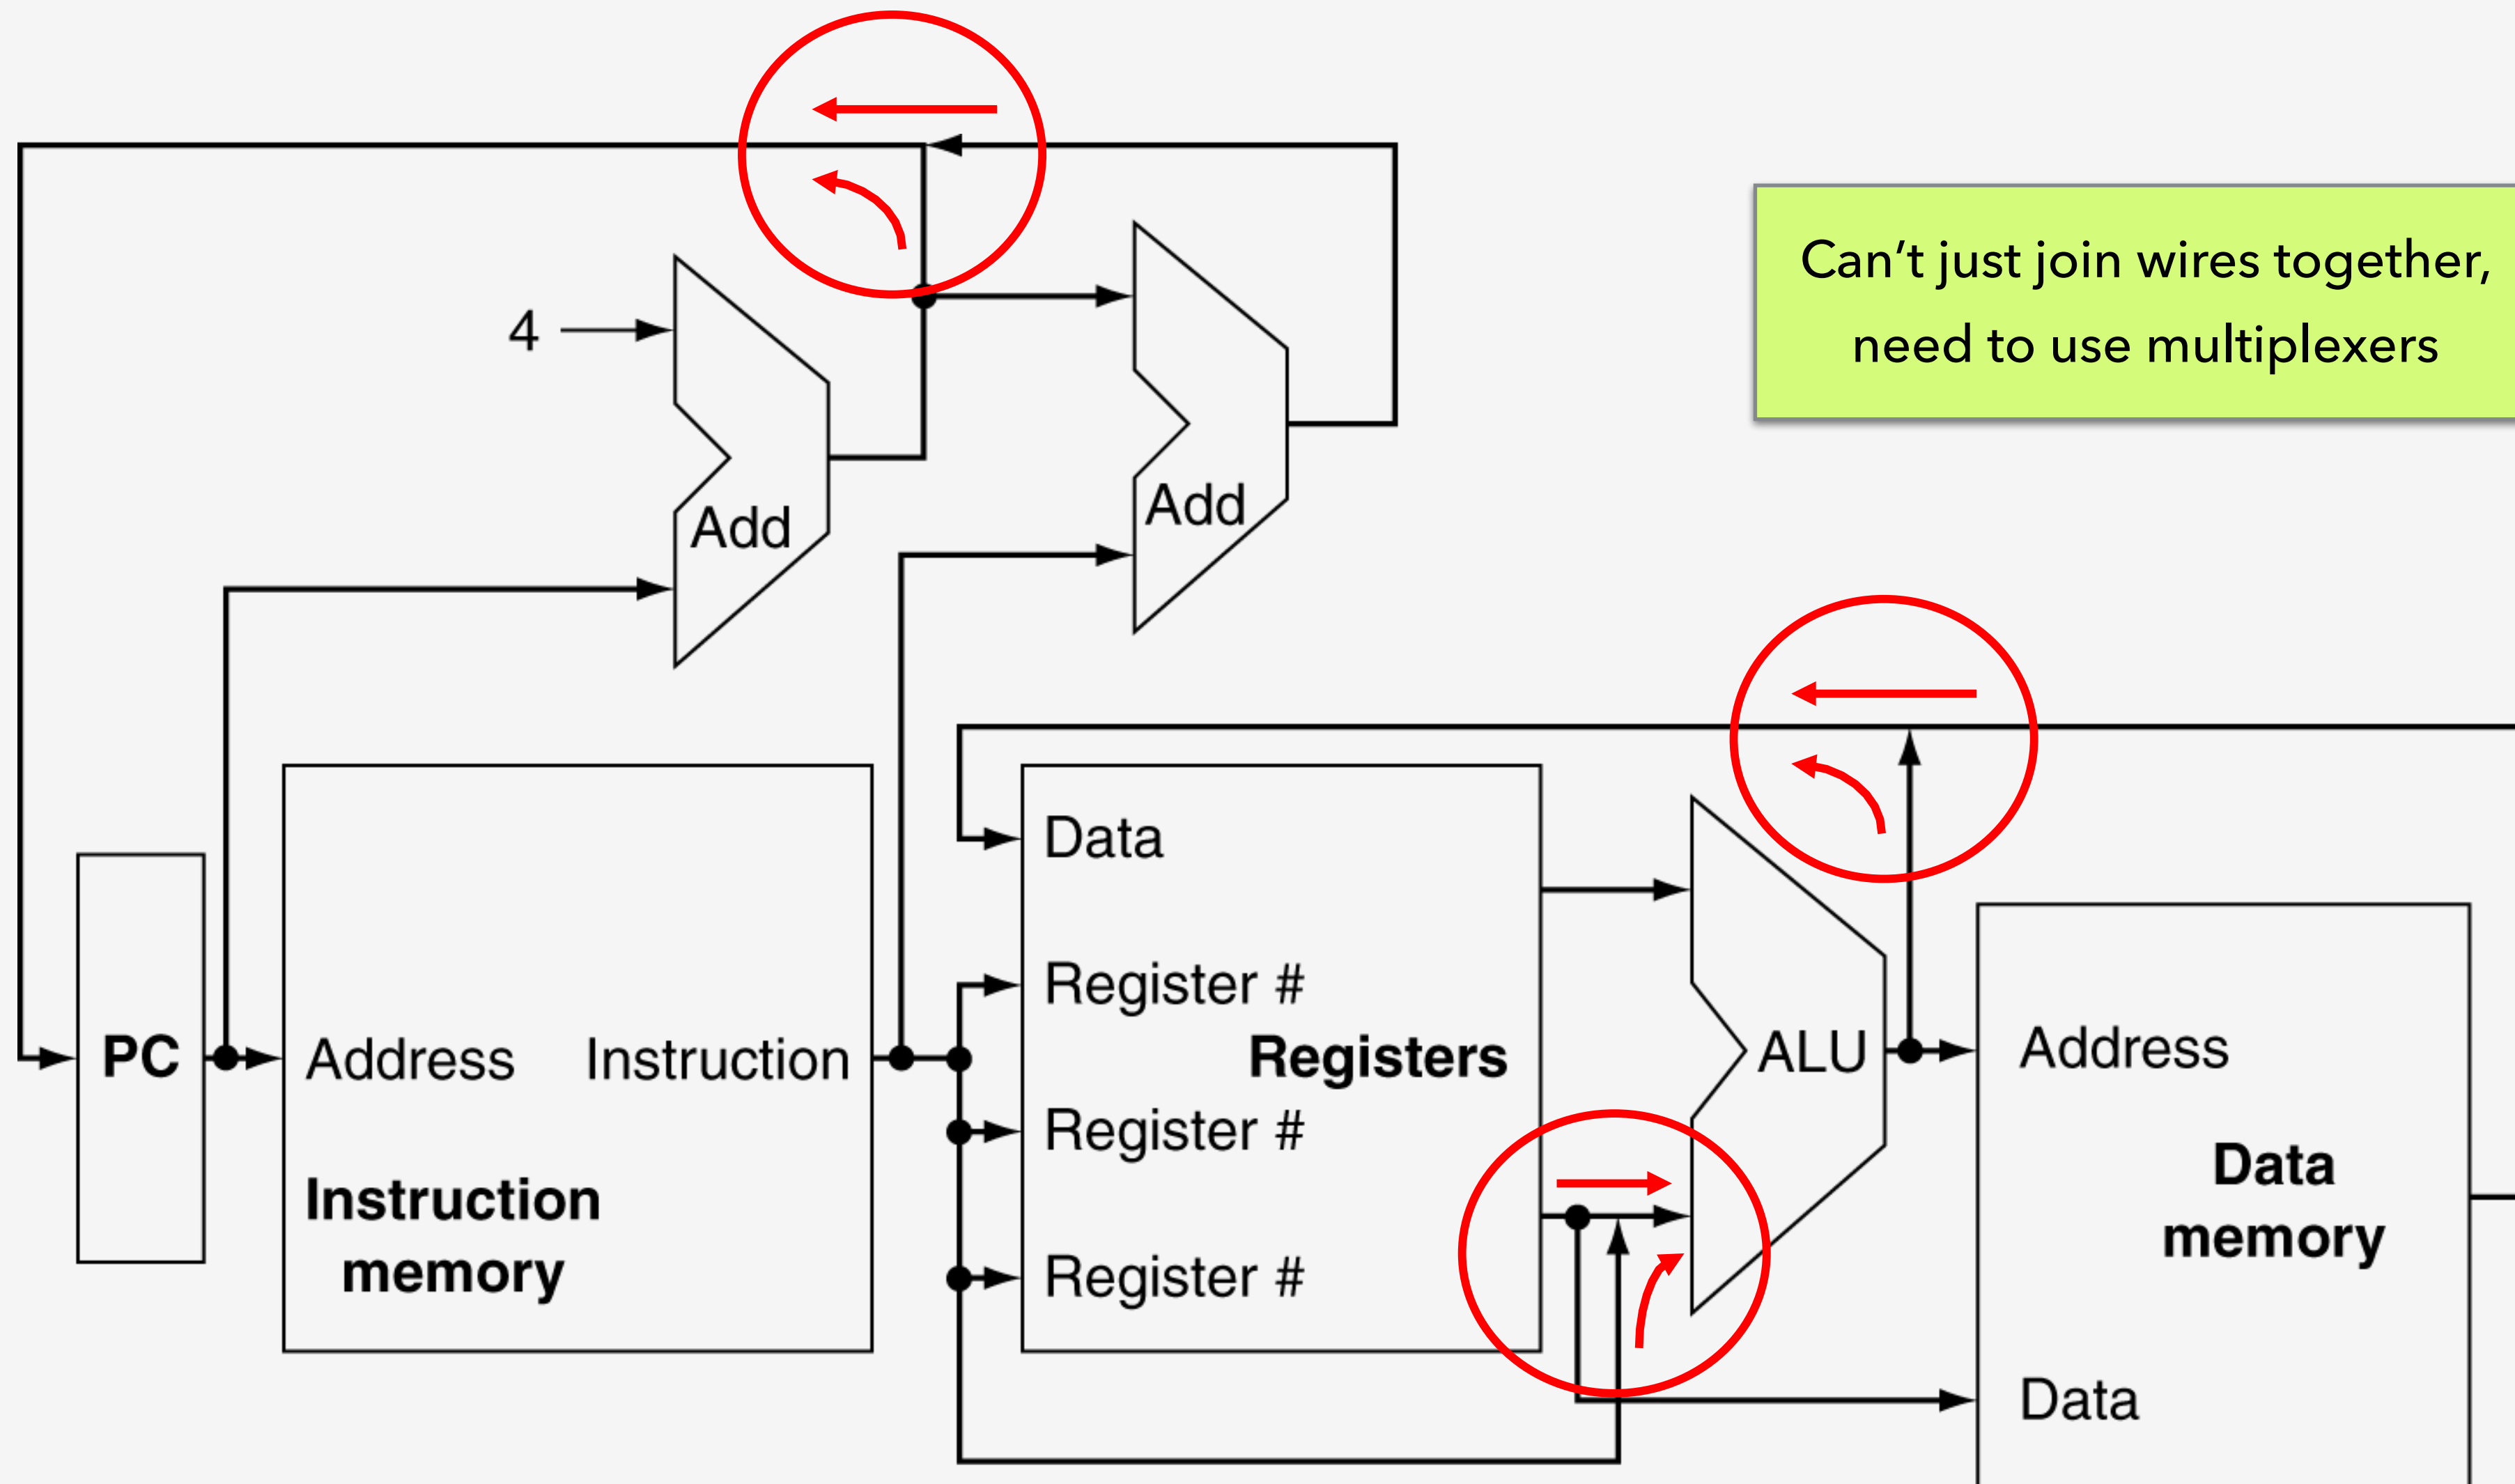 Can't just join wires together,
need to use multiplexers
4
Add
Add
Data
Register #
PC
Address
Instruction
Registers
ALU
Address
Register #
Instruction
memory
Data
memory
Register #
Data